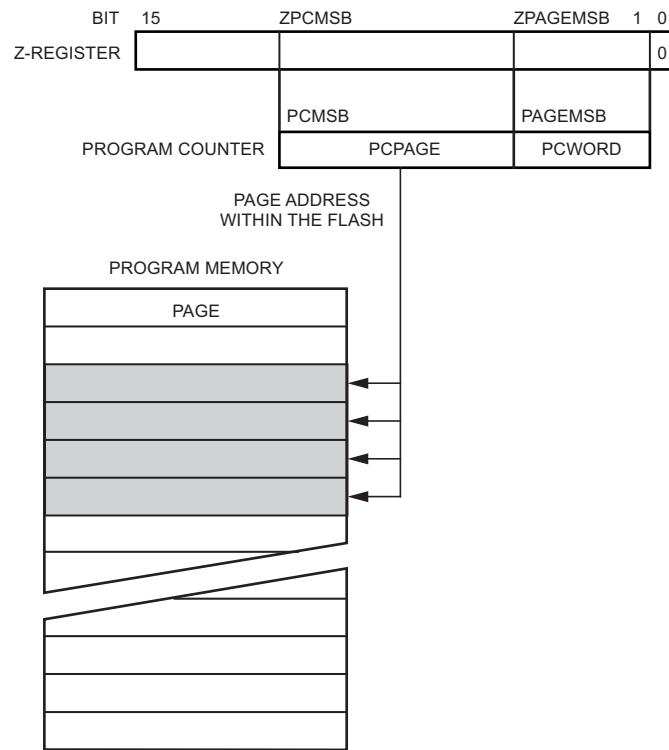 BIT 15 ZPCMSB ZPAGEMSB 1 0
Z-REGISTER 0
PCMSB PAGEMSB
PROGRAM COUNTER PCPAGE PCWORD
PAGE ADDRESS
WITHIN THE FLASH
PROGRAM MEMORY
PAGE